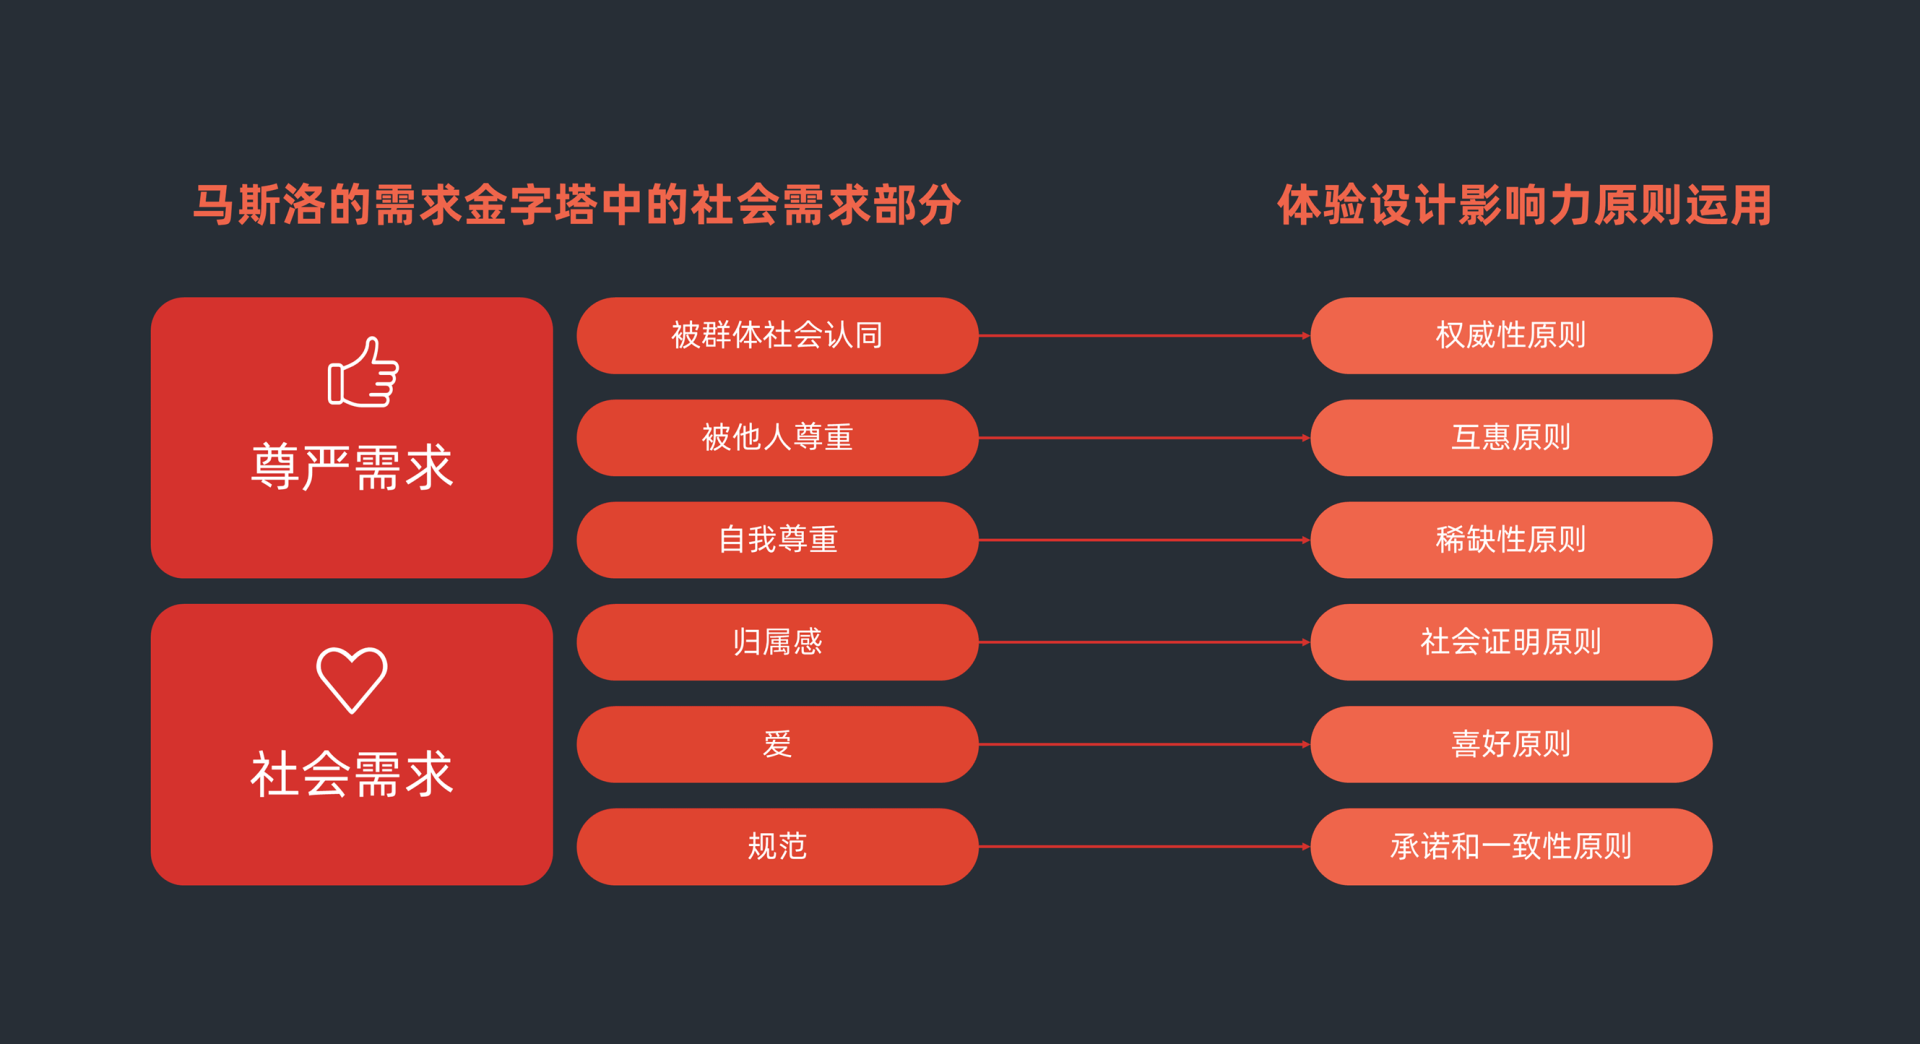 马斯洛的需求金字塔中的社会需求部分
体验设计影响力原则运用
尊严需求
被群体社会认同
权威性原则
被他人尊重
互惠原则
自我尊重
稀缺性原则
社会需求
归属感
社会证明原则
爱
喜好原则
规范
承诺和一致性原则